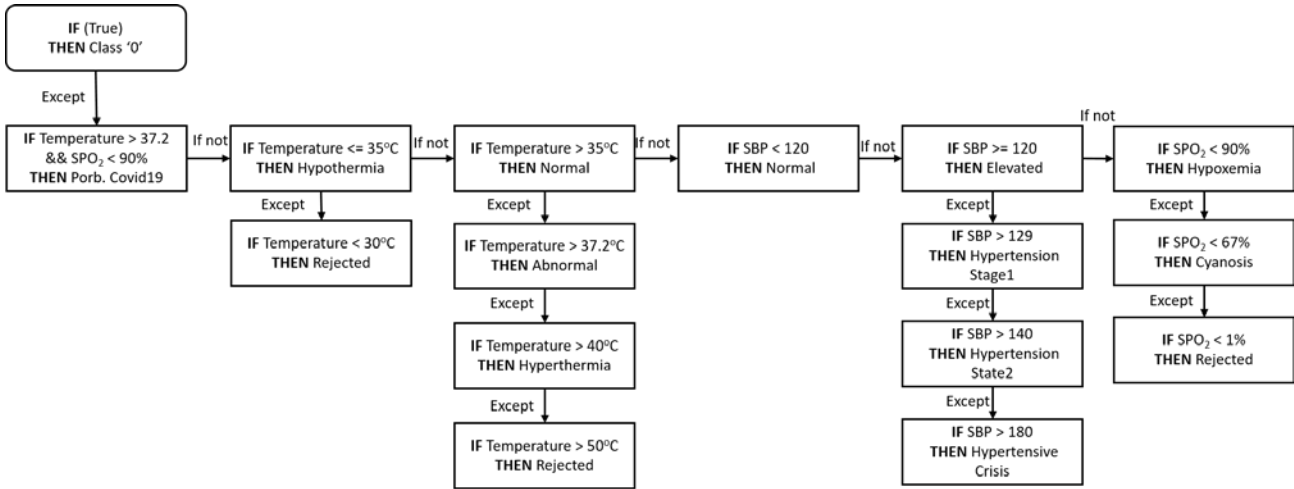 IF (True)
THEN Class ‘0’
Except
IF Temperature > 37.2
&& SPO₂ < 90%
THEN Porb. Covid19
If not
IF Temperature <= 35°C
THEN Hypothermia
Except
IF Temperature < 30°C
THEN Rejected
If not
IF Temperature > 35°C
THEN Normal
Except
IF Temperature > 37.2°C
THEN Abnormal
Except
IF Temperature > 40°C
THEN Hyperthermia
Except
IF Temperature > 50°C
THEN Rejected
If not
IF SBP < 120
THEN Normal
If not
IF SBP >= 120
THEN Elevated
Except
IF SBP > 129
THEN Hypertension
Stage1
Except
IF SBP > 140
THEN Hypertension
State2
Except
IF SBP > 180
THEN Hypertensive
Crisis
If not
IF SPO₂ < 90%
THEN Hypoxemia
Except
IF SPO₂ < 67%
THEN Cyanosis
Except
IF SPO₂ < 1%
THEN Rejected